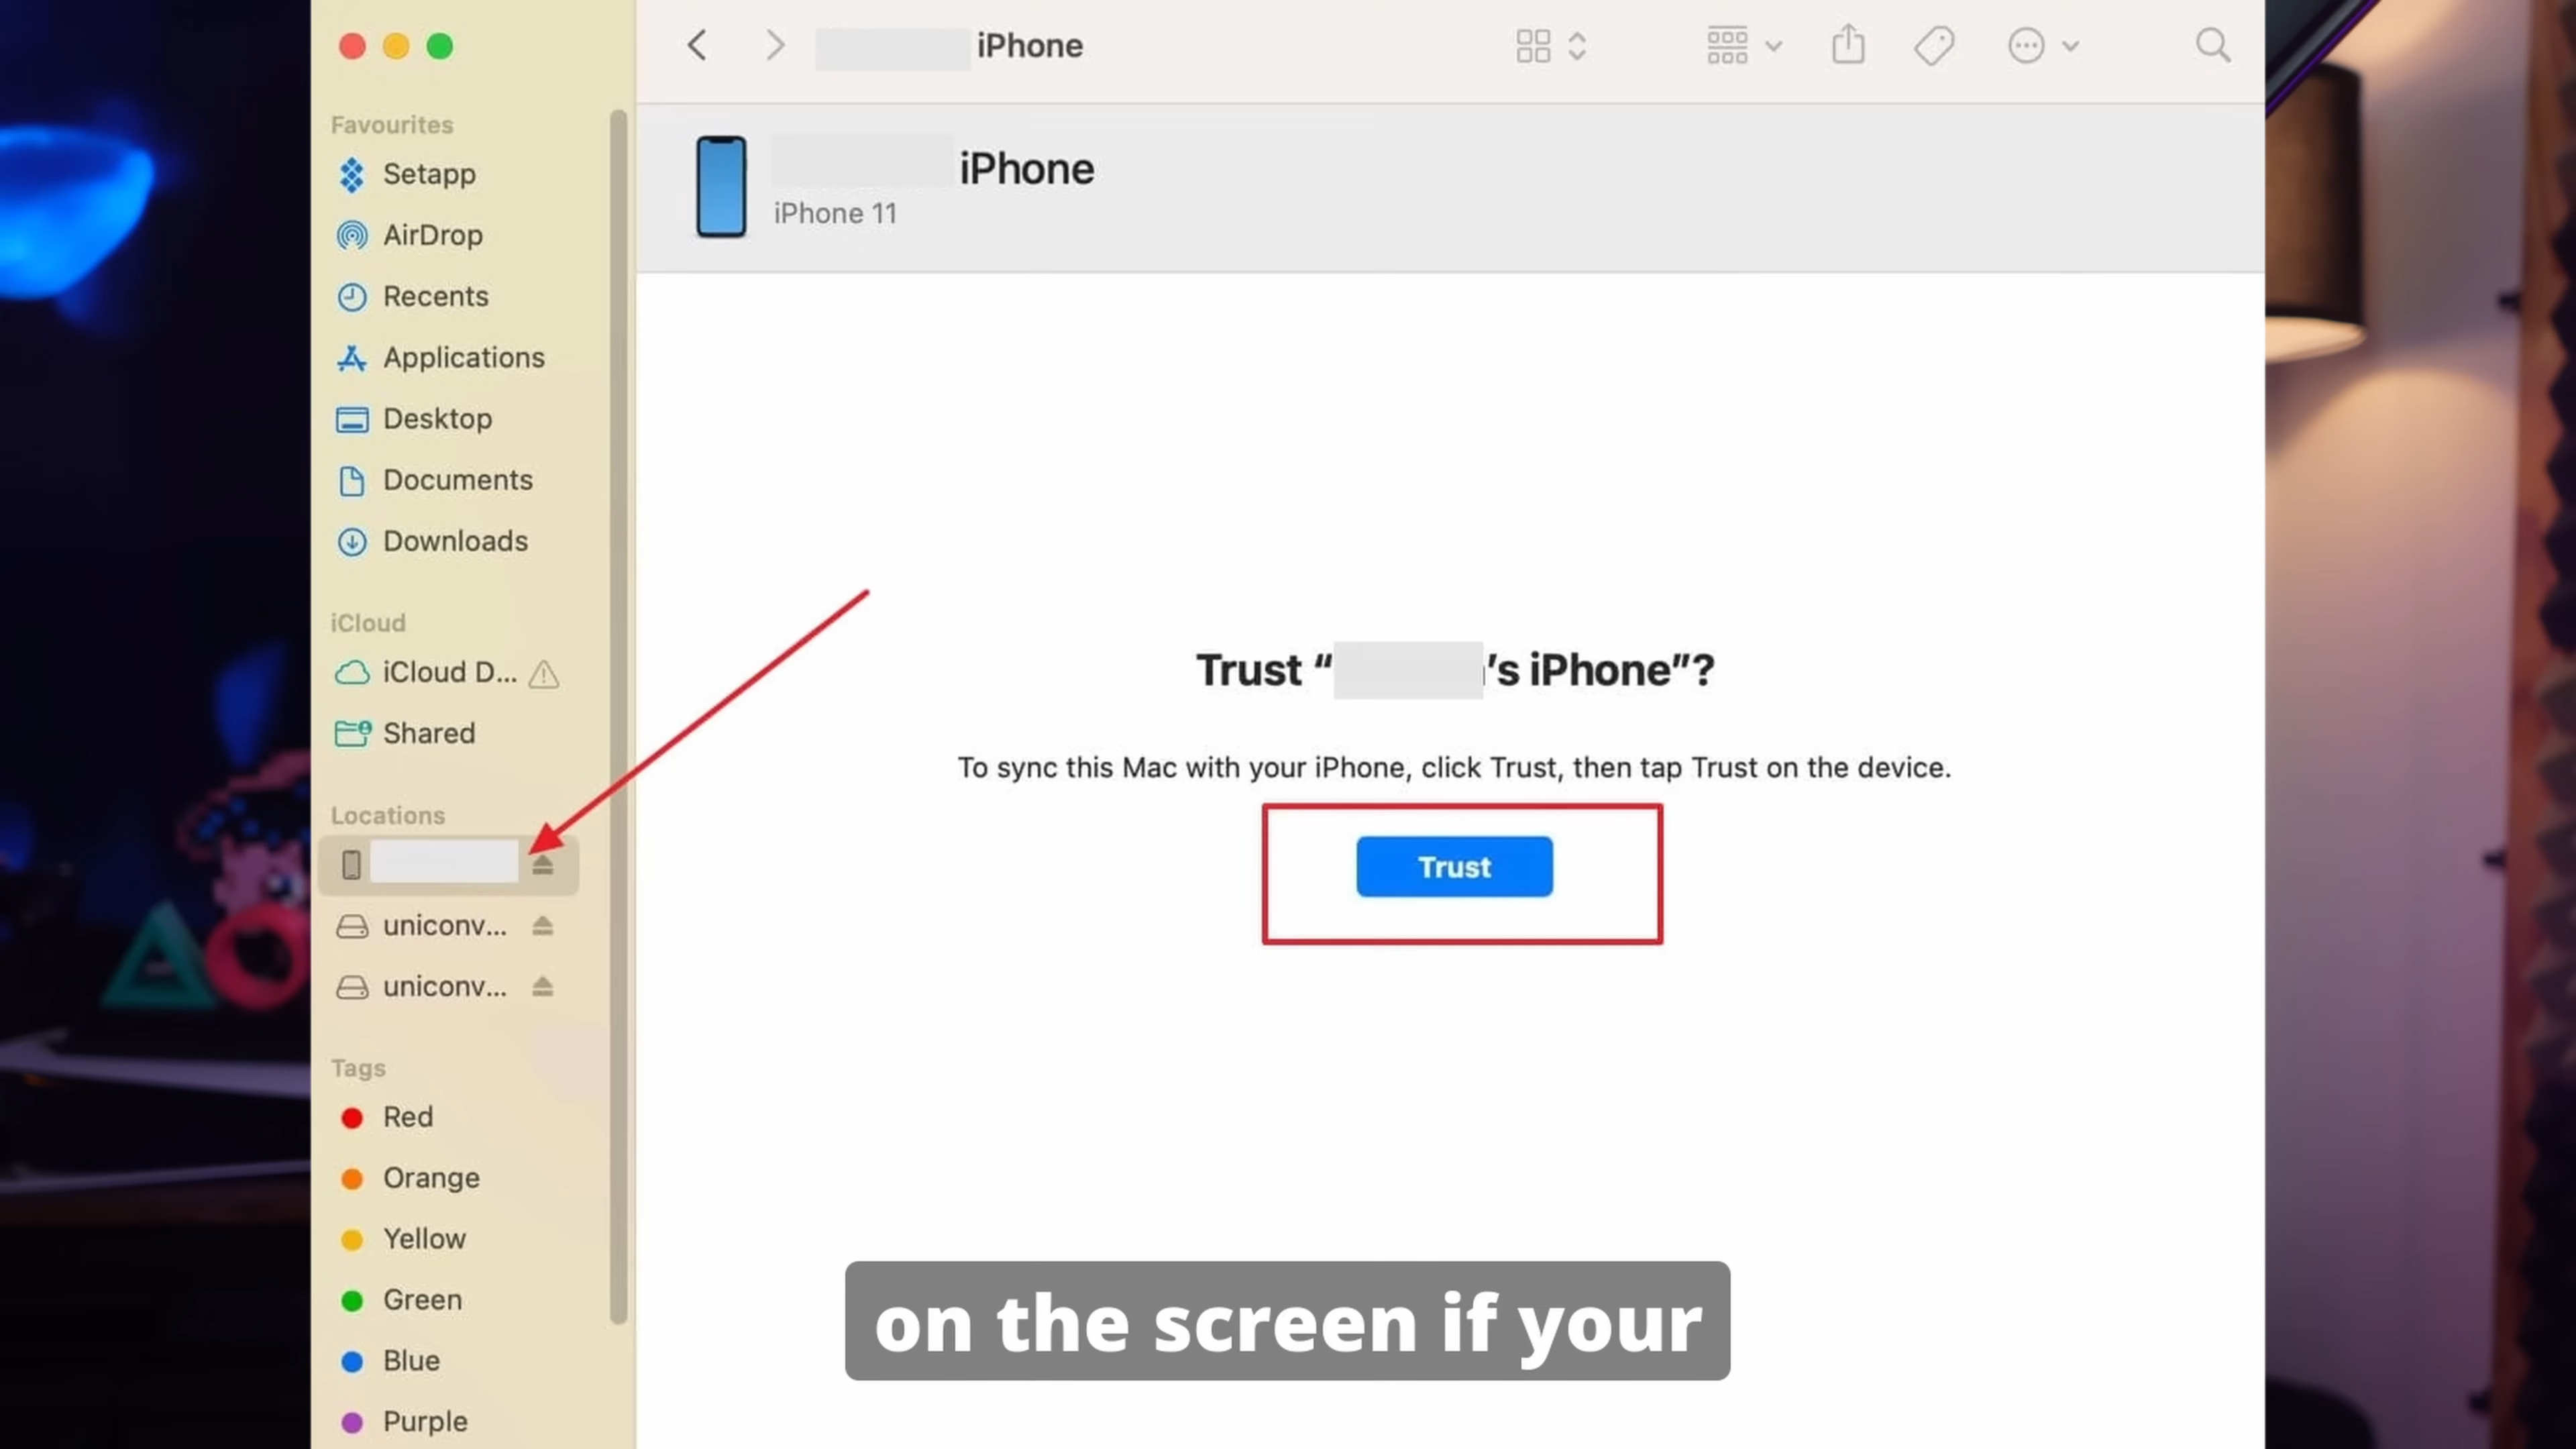 iPhone
Favourites
Setapp
AirDrop
Recents
Applications
Desktop
Documents
Downloads
iCloud
iCloud D...
Shared
Locations
uniconv...
uniconv...
Tags
Red
Orange
Yellow
Green
Blue
Purple
iPhone
iPhone 11
Trust “ 's iPhone”?
To sync this Mac with your iPhone, click Trust, then tap Trust on the device.
Trust
on the screen if your